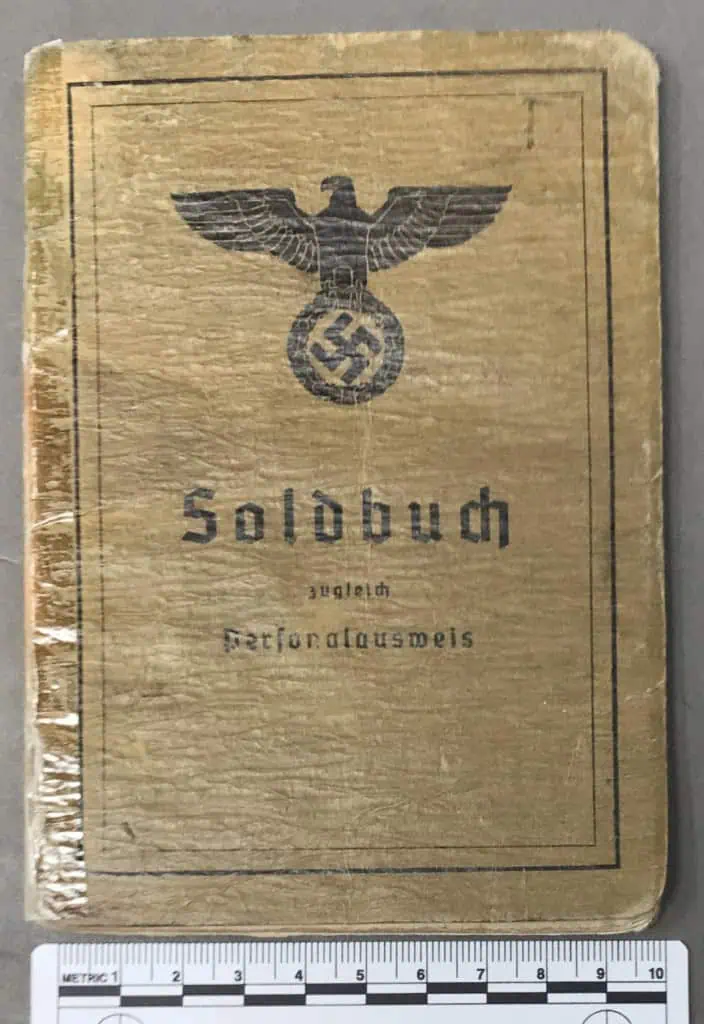 T
Soldbuch
zugleich
Personalausweis
METRIC 1 2 3 4 5 6 7 8 9 10